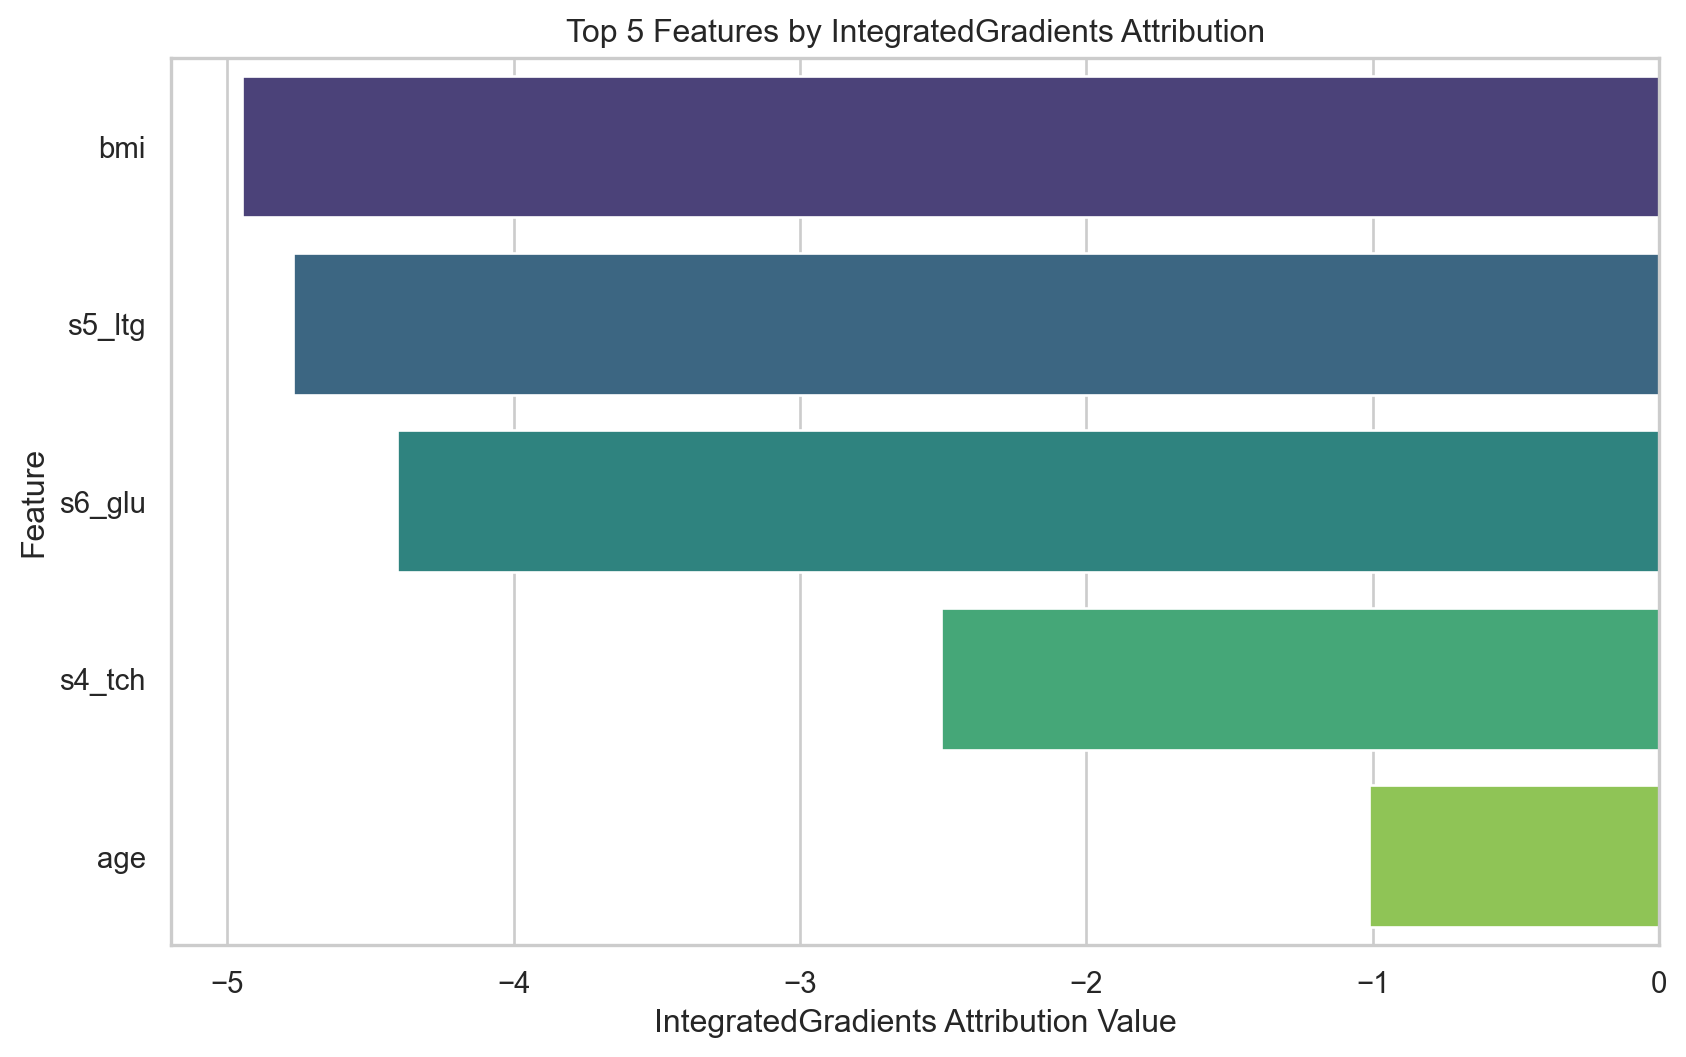 Top 5 Features by IntegratedGradients Attribution
Feature
bmi
s5_ltg
s6_glu
s4_tch
age
−5 −4 −3 −2 −1 0
IntegratedGradients Attribution Value